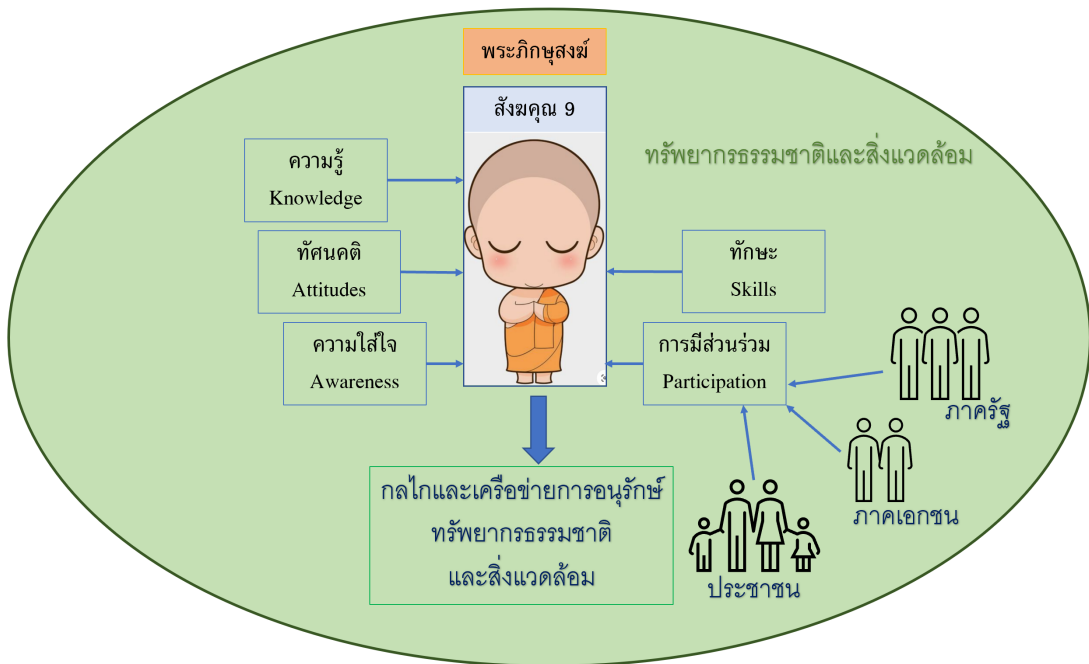 พระภิกษุสงฆ์
สังฆคุณ 9
ทรัพยากรธรรมชาติและสิ่งแวดล้อม
ความรู้
Knowledge
ทัศนคติ
Attitudes
ทักษะ
Skills
ความใส่ใจ
Awareness
การมีส่วนร่วม
Participation
ภาครัฐ
ภาคเอกชน
ประชาชน
กลไกและเครือข่ายการอนุรักษ์
ทรัพยากรธรรมชาติ
และสิ่งแวดล้อม